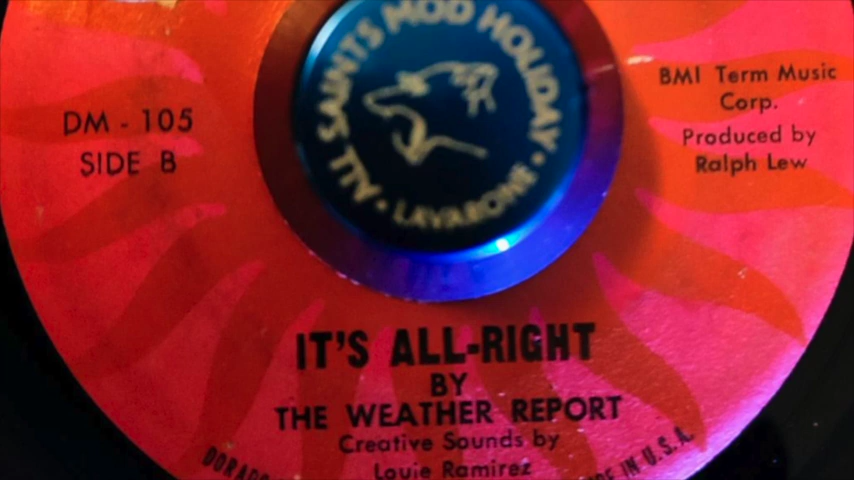 ALL SAINTS MOD HOLIDAY
LAVARONE
DM - 105
SIDE B
BMI Term Music
Corp.
Produced by
Ralph Lew
IT'S ALL-RIGHT
BY
THE WEATHER REPORT
Creative Sounds by
Louie Ramirez
IN U.S.A.